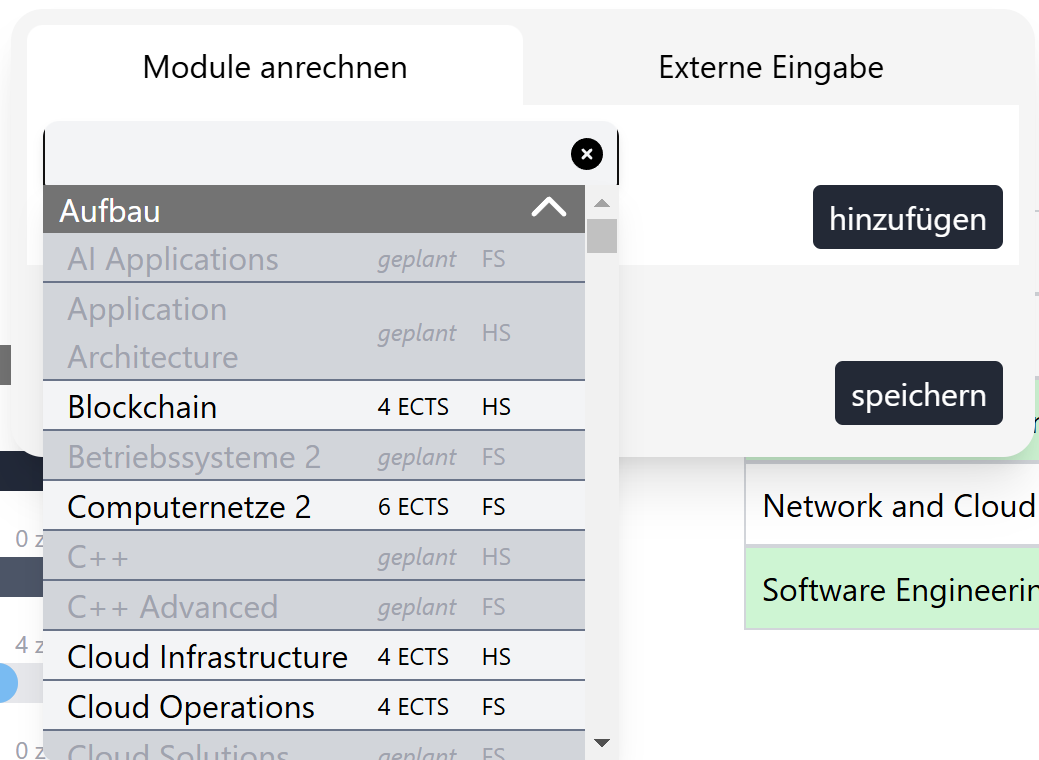 Module anrechnen
Externe Eingabe
Aufbau
hinzufügen
AI Applications geplant FS
Application
Architecture geplant HS
speichern
Blockchain 4 ECTS HS
Betriebssysteme 2 geplant FS
Computernetze 2 6 ECTS FS
Network and Cloud
0 z
C++ geplant HS
C++ Advanced geplant FS
Software Engineerin
4 z
Cloud Infrastructure 4 ECTS HS
Cloud Operations 4 ECTS FS
0 z
Cloud Solutions geplant FS